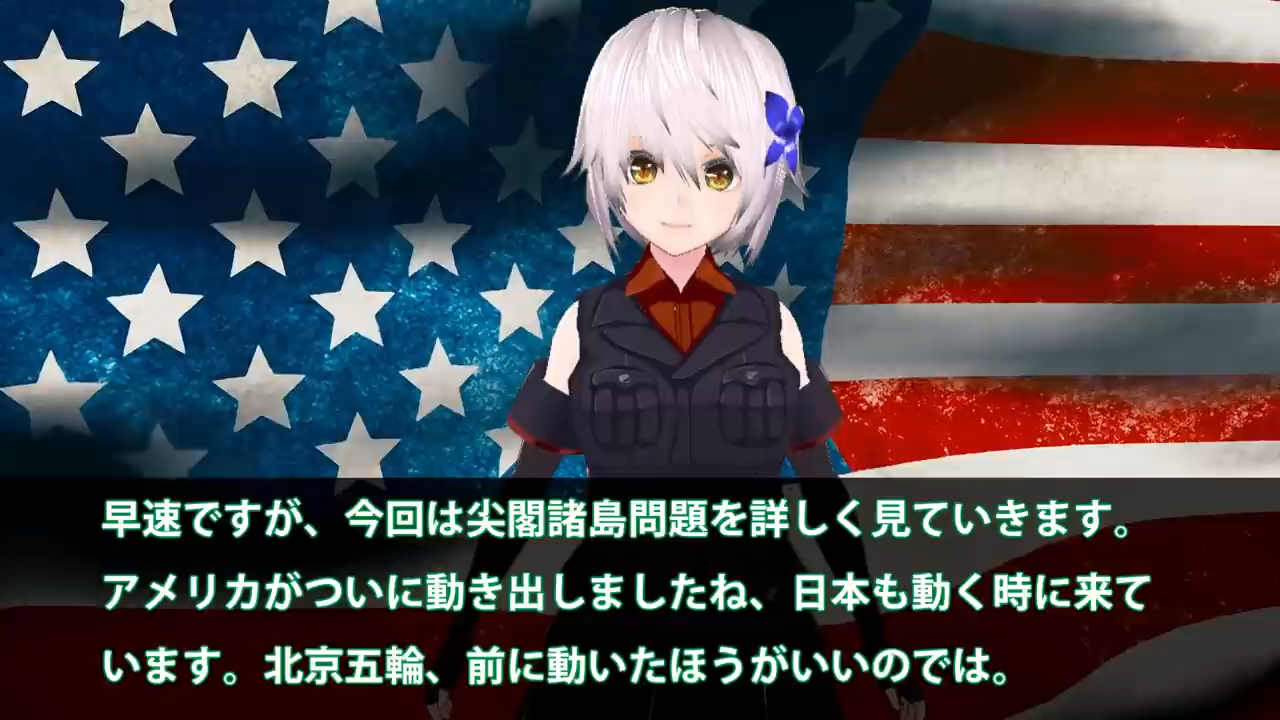 早速ですが、今回は尖閣諸島問題を詳しく見ていきます。
アメリカがついに動き出しましたね、日本も動く時に来て
います。北京五輪、前に動いたほうがいいのでは。